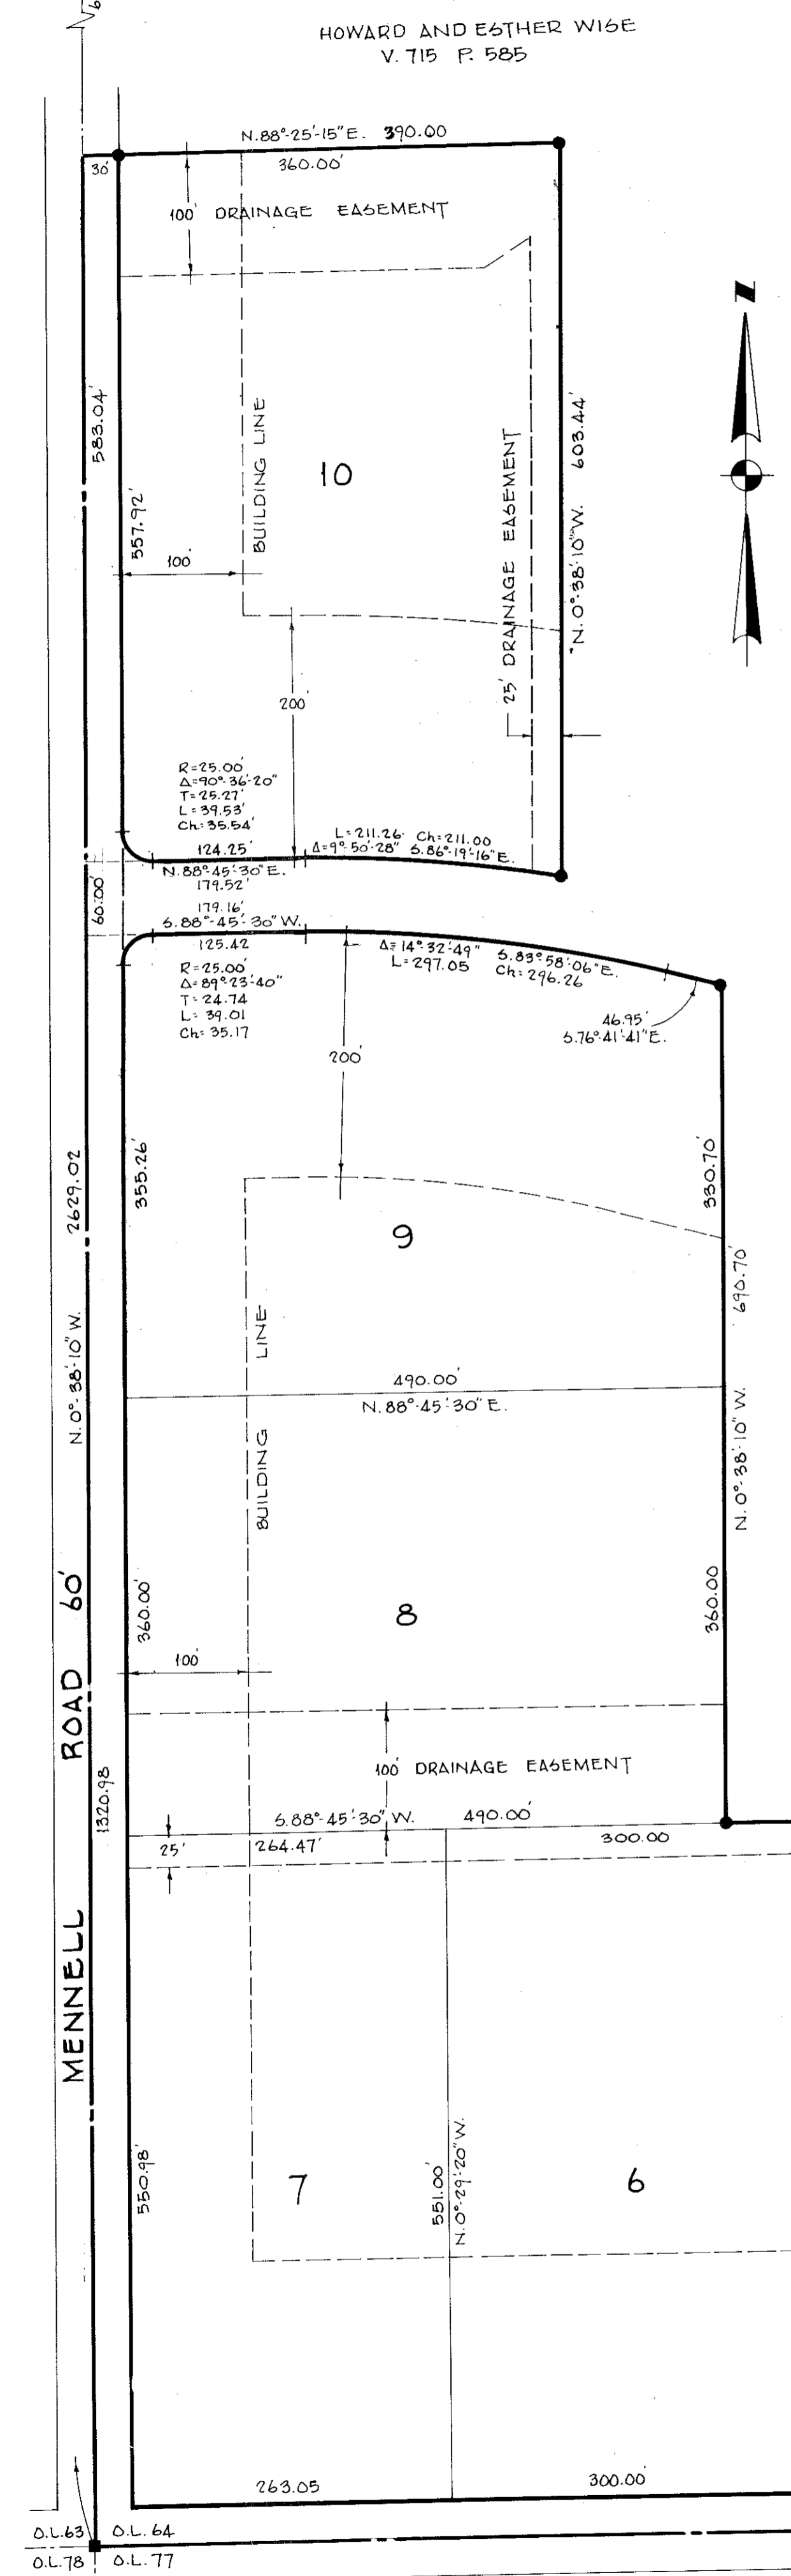 HOWARD AND ESTHER WISE
V. 715 P. 585
N.88°-25'-15"E. 390.00
30'
360.00'
100' DRAINAGE EASEMENT
N
583.04'
557.92'
BUILDING LINE
10
25' DRAINAGE EASEMENT
N.0°-38'-10"W. 603.44'
100'
200'
R=25.00'
Δ=90°-36'-20"
T=25.27'
L=39.53'
Ch=35.54'
124.25'
N.88°-45'-30"E.
179.52'
L=211.26 Ch=211.00
Δ=9°-50'-28" S.86°-19'-16"E.
60.00'
179.16'
S.88°-45'-30"W.
125.42
R=25.00'
Δ=89°-23'-40"
T=24.74
L=39.01
Ch=35.17
Δ=14°-32'-49" S.83°-58'-06"E.
L=297.05 Ch=296.26
46.95'
S.76°-41'-41"E.
200'
2629.02
N.0°-38'-10"W.
355.26'
330.70'
9
690.70'
N.0°-38'-10"W.
BUILDING LINE
490.00'
N.88°-45'-30"E.
360.00'
8
360.00
100'
MENNELL ROAD 60'
1320.98
100' DRAINAGE EASEMENT
S.88°-45'-30"W. 490.00'
25'
264.47'
300.00
550.98'
7
551.00'
N.0°-29'-20"W.
6
263.05
300.00'
O.L.63 O.L.64
O.L.78 O.L.77